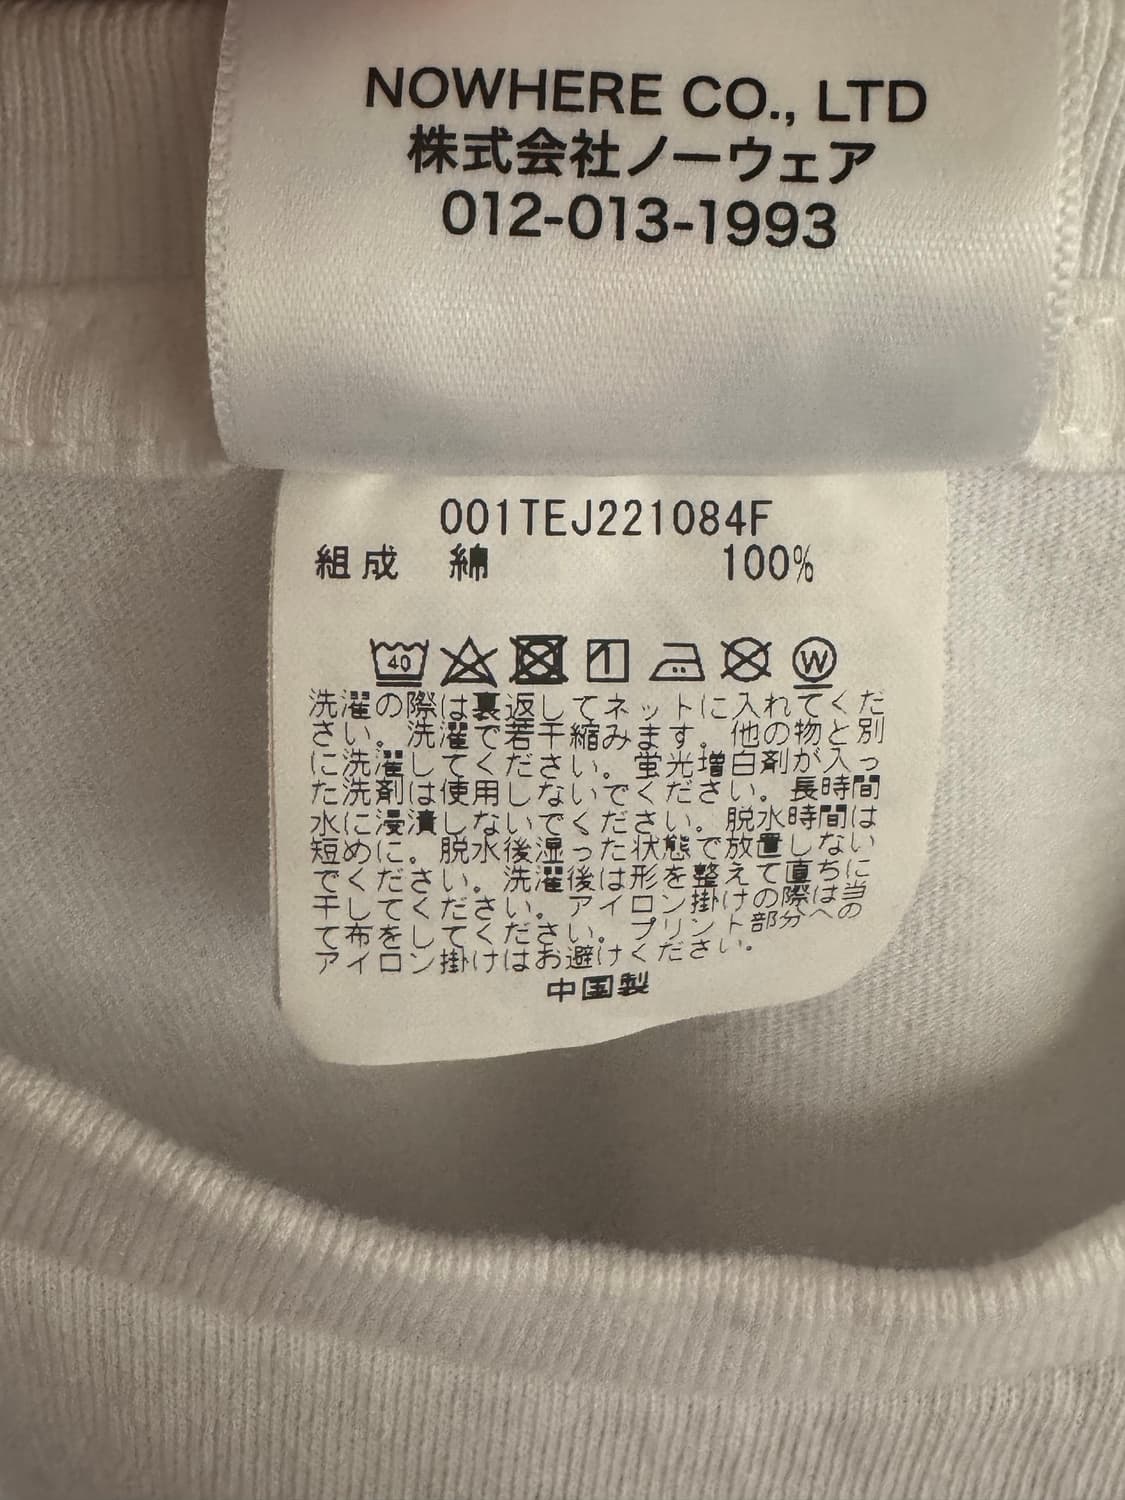 NOWHERE CO., LTD
株式会社ノーウェア
012-013-1993
001TEJ221084F
組成 綿 100%
40 1 W
洗濯の際は裏返してネットに入れてくだ
さい。洗濯で若干縮みます。他の物と別
に洗濯してください。蛍光増白剤が入っ
た洗剤は使用しないでください。長時間
水に浸漬しないでください。脱水時間は
短めに。脱水後湿った状態で放置しない
でください。洗濯後は形を整えて直ちに
干してください。アイロン掛けの際は当
て布をしてください。プリント部分への
アイロン掛けはお避けください。
中国製